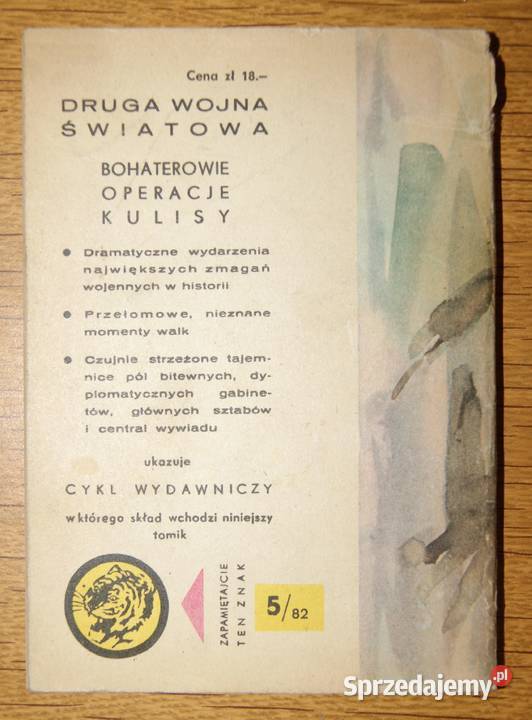 Cena zł 18.—
DRUGA WOJNA
ŚWIATOWA
BOHATEROWIE
OPERACJE
KULISY
● Dramatyczne wydarzenia
największych zmagań
wojennych w historii
● Przełomowe, nieznane
momenty walk
● Czujnie strzeżone tajem-
nice pól bitewnych, dy-
plomatycznych gabine-
tów, głównych sztabów
i central wywiadu
ukazuje
CYKL WYDAWNICZY
w którego skład wchodzi niniejszy
tomik
ZAPAMIĘTAJCIE
TEN ZNAK
5/82
Sprzedajemy.pl